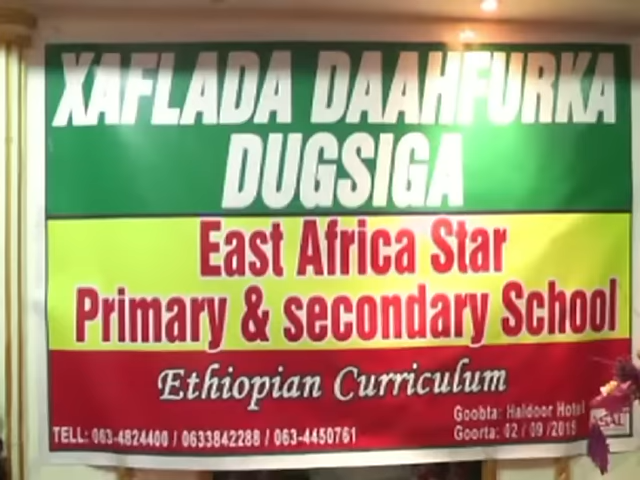 XAFLADA DAAHFURKA
DUGSIGA
East Africa Star
Primary & secondary School
Ethiopian Curriculum
TELL: 063-4824400 / 0633842288 / 063-4450761
Goobta: Haldoor Hotel
Goorta: 02 / 09 /2015